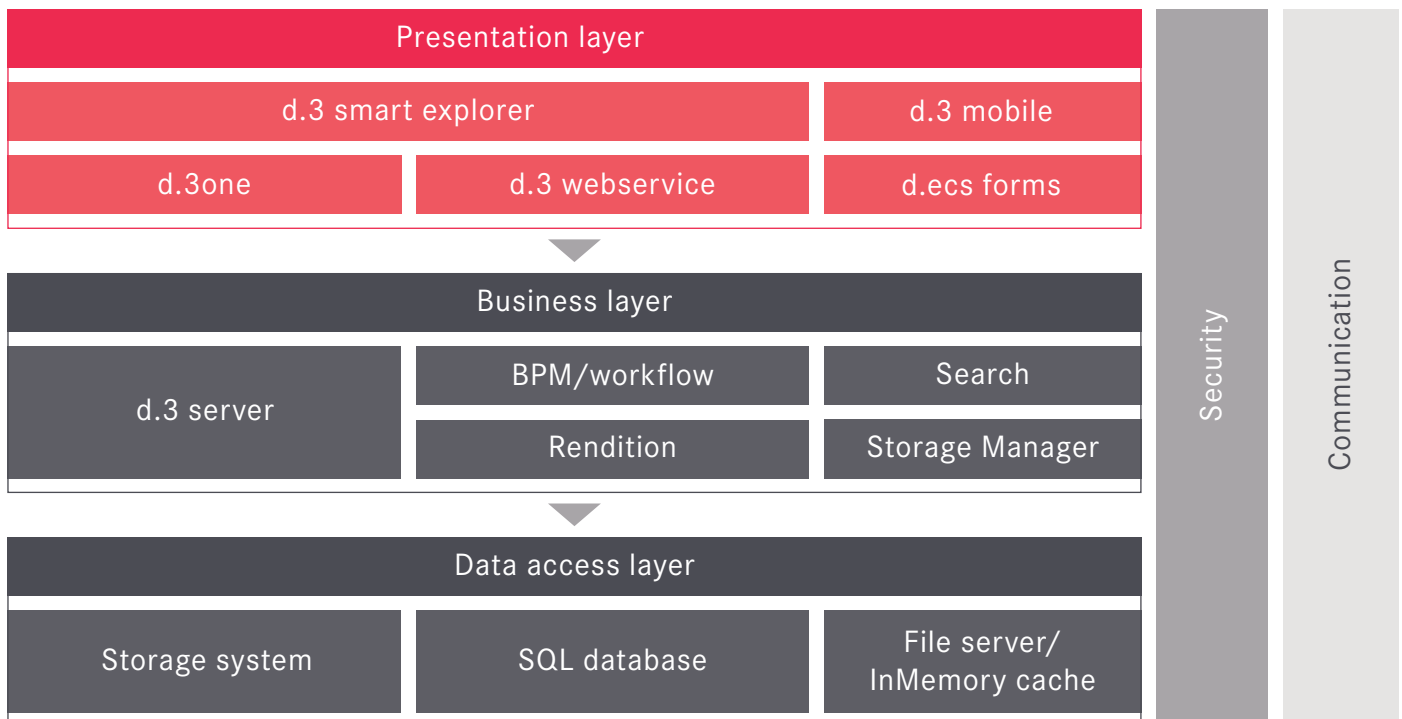 Presentation layer
d.3 smart explorer
d.3 mobile
d.3one
d.3 webservice
d.ecs forms
Business layer
d.3 server
BPM/workflow
Search
Rendition
Storage Manager
Data access layer
Storage system
SQL database
File server/
InMemory cache
Security
Communication